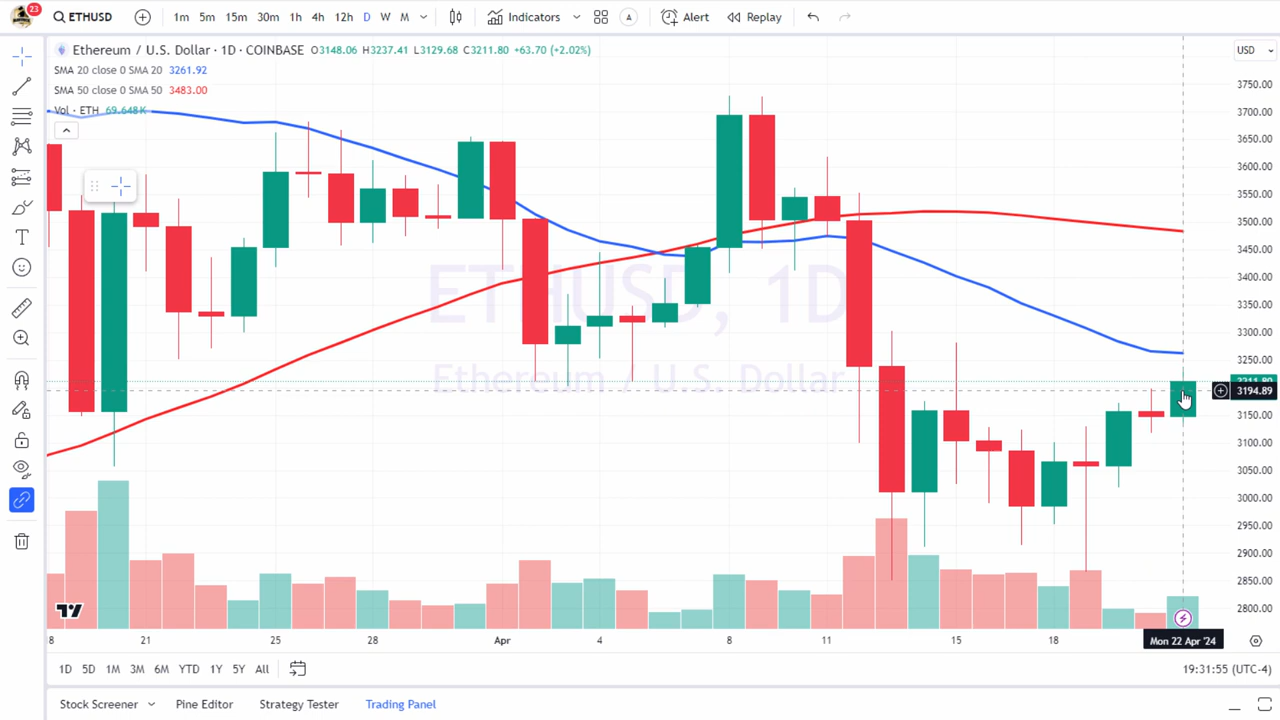 23 ETHUSD 1m 5m 15m 30m 1h 4h 12h D W M Indicators A Alert Replay
Ethereum / U.S. Dollar · 1D · COINBASE O3148.06 H3237.41 L3129.68 C3211.80 +63.70 (+2.02%)
USD
SMA 20 close 0 SMA 20 3261.92
SMA 50 close 0 SMA 50 3483.00
Vol · ETH 69.648K
3750.00
3700.00
3650.00
3600.00
3550.00
3500.00
3450.00
3400.00
3350.00
3300.00
3250.00
3211.80
3194.89
3150.00
3100.00
3050.00
3000.00
2950.00
2900.00
2850.00
2800.00
ETHUSD, 1D
Ethereum / U.S. Dollar
8 21 25 28 Apr 4 8 11 15 18 Mon 22 Apr '24
1D 5D 1M 3M 6M YTD 1Y 5Y All 19:31:55 (UTC-4)
Stock Screener Pine Editor Strategy Tester Trading Panel